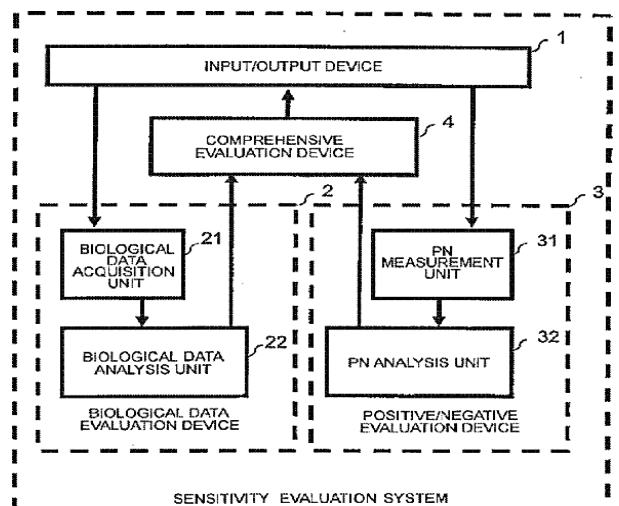 1
INPUT/OUTPUT DEVICE
4
COMPREHENSIVE
EVALUATION DEVICE
2
3
21
BIOLOGICAL
DATA
ACQUISITION
UNIT
31
PN
MEASUREMENT
UNIT
22
BIOLOGICAL DATA
ANALYSIS UNIT
32
PN ANALYSIS UNIT
BIOLOGICAL DATA
EVALUATION DEVICE
POSITIVE/NEGATIVE
EVALUATION DEVICE
SENSITIVITY EVALUATION SYSTEM